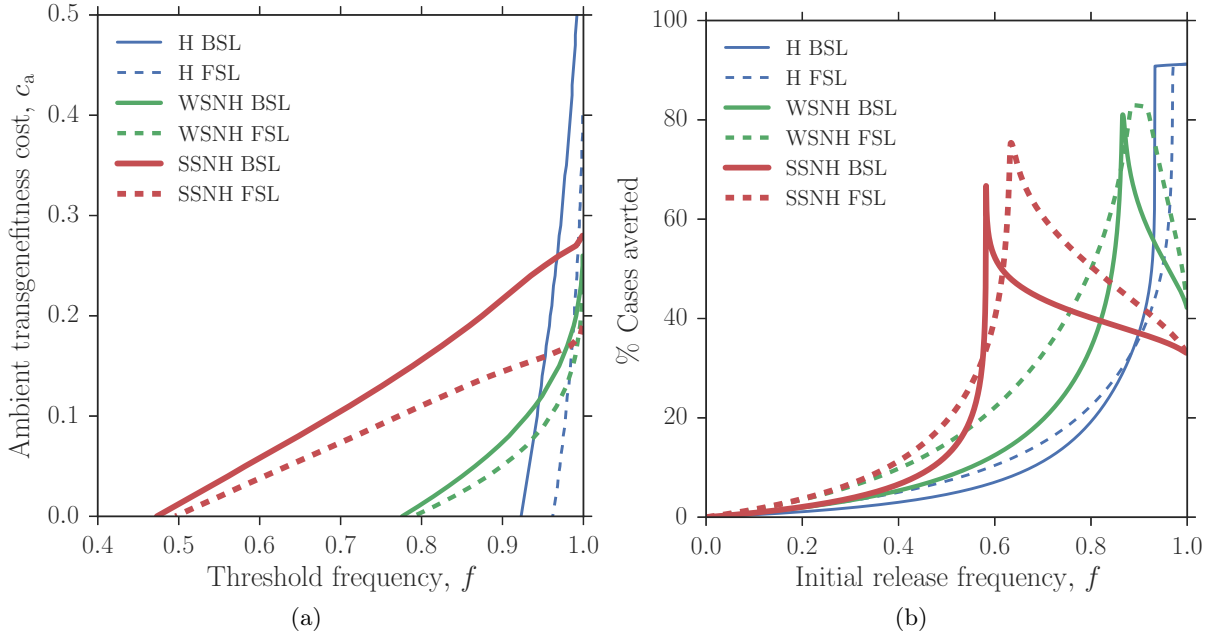 0.5
0.4
0.3
0.2
0.1
0.0
Ambient transgenefitness cost, c_a
H BSL
H FSL
WSNH BSL
WSNH FSL
SSNH BSL
SSNH FSL
0.4 0.5 0.6 0.7 0.8 0.9 1.0
Threshold frequency, f
(a)
100
80
60
40
20
0
% Cases averted
H BSL
H FSL
WSNH BSL
WSNH FSL
SSNH BSL
SSNH FSL
0.0 0.2 0.4 0.6 0.8 1.0
Initial release frequency, f
(b)